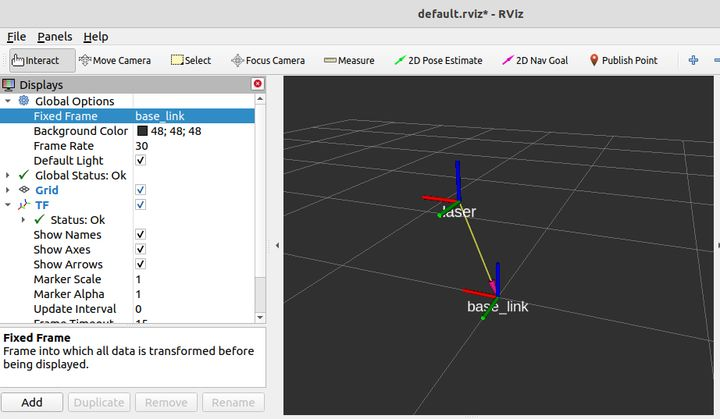 default.rviz* - RViz
File Panels Help
Interact Move Camera Select Focus Camera Measure 2D Pose Estimate 2D Nav Goal Publish Point
Displays
Global Options
Fixed Frame base_link
Background Color 48; 48; 48
Frame Rate 30
Default Light
Global Status: Ok
Grid
TF
Status: Ok
Show Names
Show Axes
Show Arrows
Marker Scale 1
Marker Alpha 1
Update Interval 0
Frame Timeout 15
Fixed Frame
Frame into which all data is transformed before
being displayed.
Add Duplicate Remove Rename
laser
base_link